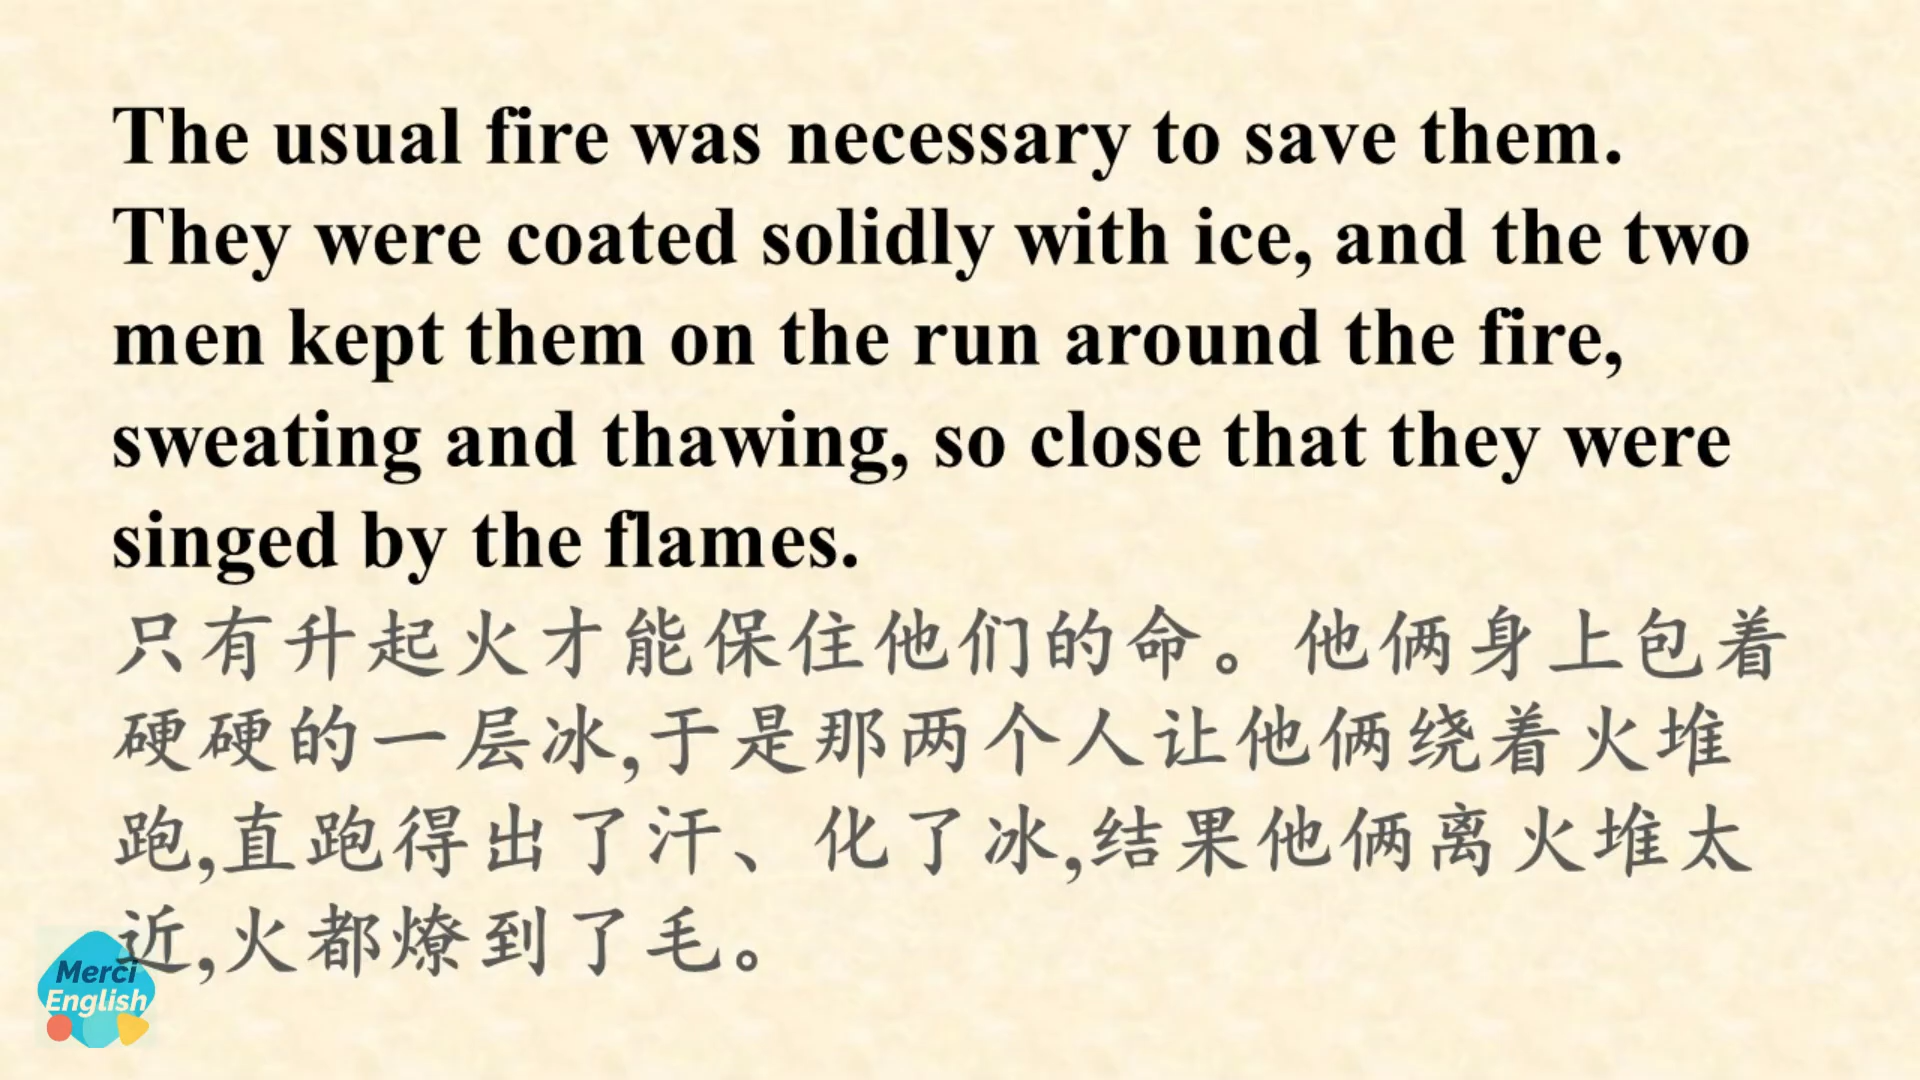 The usual fire was necessary to save them.
They were coated solidly with ice, and the two
men kept them on the run around the fire,
sweating and thawing, so close that they were
singed by the flames.
只有升起火才能保住他们的命。他俩身上包着
硬硬的一层冰,于是那两个人让他俩绕着火堆
跑,直跑得出了汗、化了冰,结果他俩离火堆太
近,火都燎到了毛。
Merci
English